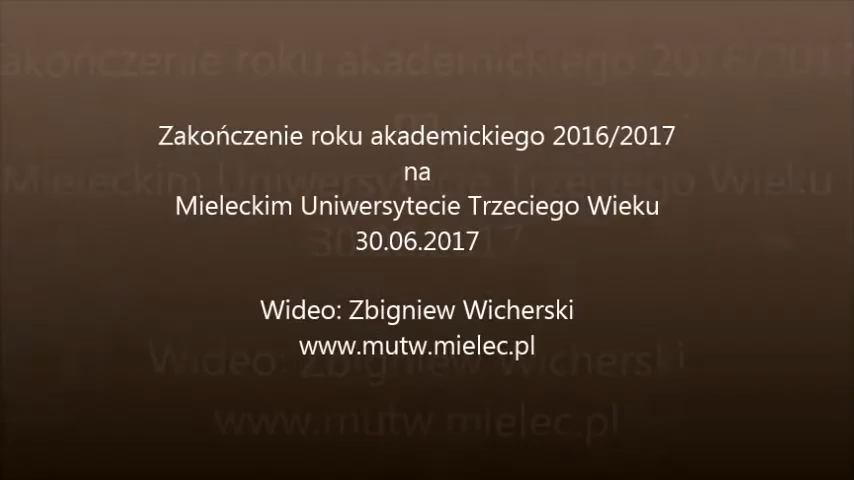 Zakończenie roku akademickiego 2016/2017
na
Mieleckim Uniwersytecie Trzeciego Wieku
30.06.2017
Wideo: Zbigniew Wicherski
www.mutw.mielec.pl